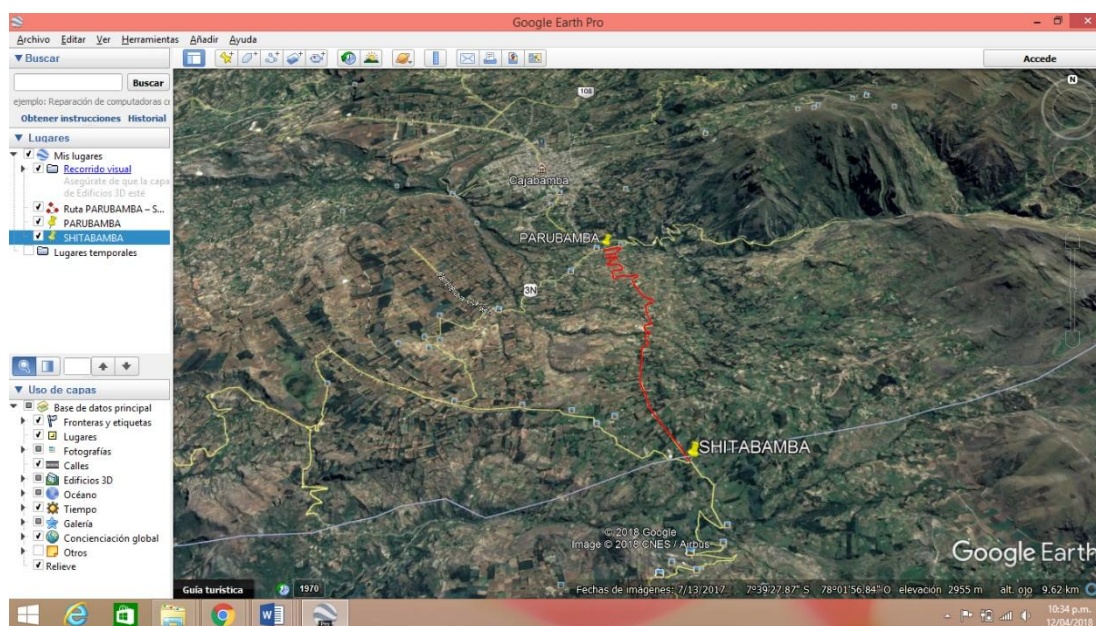 Google Earth Pro
Archivo Editar Ver Herramientas Añadir Ayuda
▼ Buscar
Buscar
ejemplo: Reparación de computadoras c
Obtener instrucciones Historial
▼ Lugares
Mis lugares
Recorrido visual
Asegúrate de que la capa
de Edificios 3D esté
Ruta PARUBAMBA – S...
PARUBAMBA
SHITABAMBA
Lugares temporales
▼ Uso de capas
Base de datos principal
Fronteras y etiquetas
Lugares
Fotografías
Calles
Edificios 3D
Océano
Tiempo
Galería
Concienciación global
Otros
Relieve
Accede
N
108
Cajabamba
PARUBAMBA
3N
SHITABAMBA
© 2018 Google
Image © 2018 CNES / Airbus
Google Earth
Guía turística 1970
Fechas de imágenes: 7/13/2017 7°39'27.87" S 78°01'56.84" O elevación 2955 m alt. ojo 9.62 km
10:34 p.m.
12/04/2018